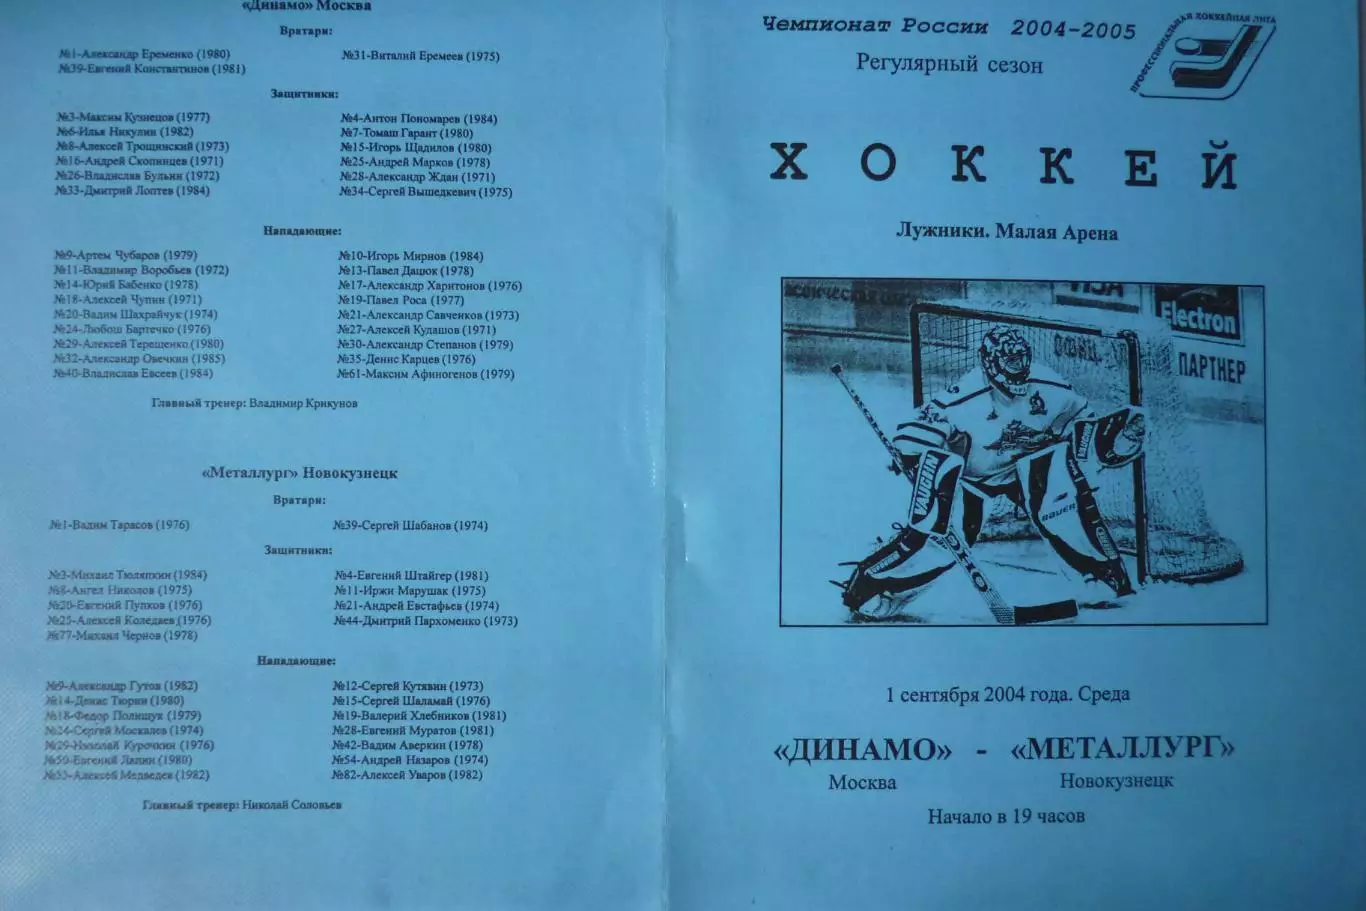 «Динамо» Москва
Вратари:
№1-Александр Еременко (1980)
№31-Виталий Еремеев (1975)
№39-Евгений Константинов (1981)
Защитники:
№3-Максим Кузнецов (1977)
№4-Антон Пономарев (1984)
№6-Илья Никулин (1982)
№7-Томаш Гарант (1980)
№8-Алексей Трощинский (1973)
№15-Игорь Щадилов (1980)
№16-Андрей Скопинцев (1971)
№25-Андрей Марков (1978)
№26-Владислав Бульин (1972)
№28-Александр Ждан (1971)
№33-Дмитрий Лоптев (1984)
№34-Сергей Вышедкевич (1975)
Нападающие:
№9-Артем Чубаров (1979)
№10-Игорь Мирнов (1984)
№11-Владимир Воробьев (1972)
№13-Павел Дацюк (1978)
№14-Юрий Бабенко (1978)
№17-Александр Харитонов (1976)
№18-Алексей Чупин (1971)
№19-Павел Роса (1977)
№20-Вадим Шахрайчук (1974)
№21-Александр Савченков (1973)
№24-Любош Бартечко (1976)
№27-Алексей Кулашов (1971)
№29-Алексей Терещенко (1980)
№30-Александр Степанов (1979)
№32-Александр Овечкин (1985)
№35-Денис Карцев (1976)
№40-Владислав Евсеев (1984)
№61-Максим Афиногенов (1979)
Главный тренер: Владимир Крикунов
«Металлург» Новокузнецк
Вратари:
№1-Вадим Тарасов (1976)
№39-Сергей Шабанов (1974)
Защитники:
№3-Михаил Тюляпкин (1984)
№4-Евгений Штайгер (1981)
№8-Ангел Николов (1975)
№11-Иржи Марушак (1975)
№20-Евгений Пупков (1976)
№21-Андрей Евстафьев (1974)
№25-Алексей Коледаев (1976)
№44-Дмитрий Пархоменко (1973)
№77-Михаил Чернов (1978)
Нападающие:
№9-Александр Гутов (1982)
№12-Сергей Кутявин (1973)
№14-Денис Тюрин (1980)
№15-Сергей Шаламай (1976)
№18-Федор Полищук (1979)
№19-Валерий Хлебников (1981)
№24-Сергей Москалев (1974)
№28-Евгений Муратов (1981)
№29-Николай Курочкин (1976)
№42-Вадим Аверкин (1978)
№50-Евгений Лапин (1980)
№54-Андрей Назаров (1974)
№55-Алексей Медведев (1982)
№82-Алексей Уваров (1982)
Главный тренер: Николай Соловьев
Чемпионат России 2004-2005
ПРОФЕССИОНАЛЬНАЯ ХОККЕЙНАЯ ЛИГА
Регулярный сезон
ХОККЕЙ
Лужники. Малая Арена
VISA
Electron
ОФИЦ.
ПАРТНЕР
VAUGHN
VAUGHN
BAUER
1 сентября 2004 года. Среда
«ДИНАМО» - «МЕТАЛЛУРГ»
Москва
Новокузнецк
Начало в 19 часов